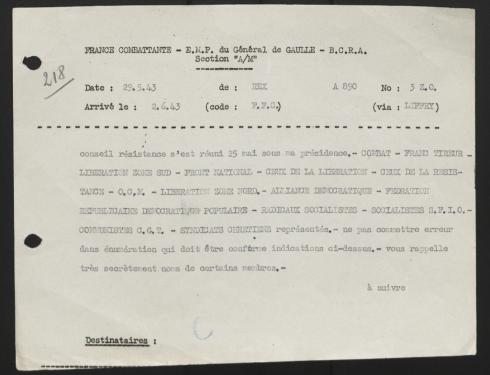 FRANCE COMBATTANTE - E.M.P. du Général de GAULLE - B.C.R.A.
Section "A/M"
218
Date : 29.5.43 de : REX A 890 No : 3 Z.O.
Arrivé le : 2.6.43 (code : F.F.C.) (via : LUFFRY)
conseil résistance s'est réuni 25 mai sous ma présidence.- COMBAT - FRANC TIREUR -
LIBERATION ZONE SUD - FRONT NATIONAL - CEUX DE LA LIBERATION - CEUX DE LA RESIS-
TANCE - O.C.M. - LIBERATION ZONE NORD.- ALLIANCE DEMOCRATIQUE - FEDRATION
REPUBLICAINE DEMOCRATIQUE POPULAIRE - RADICAUX SOCIALISTES - SOCIALISTES S.F.I.O.-
COMMUNISTES C.G.T. - SYNDICATS CHRETIENS représentés.- ne pas commettre erreur
dans énumération qui doit être conforme indications ci-dessus.- vous rappelle
très secrètement noms de certains membres.-
à suivre
Destinataires :